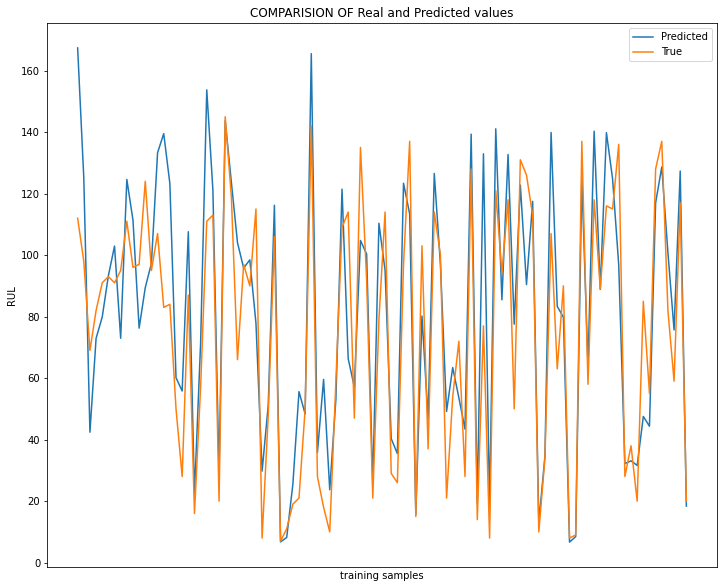 COMPARISION OF Real and Predicted values
Predicted
True
160
140
120
100
80
60
40
20
0
RUL
training samples